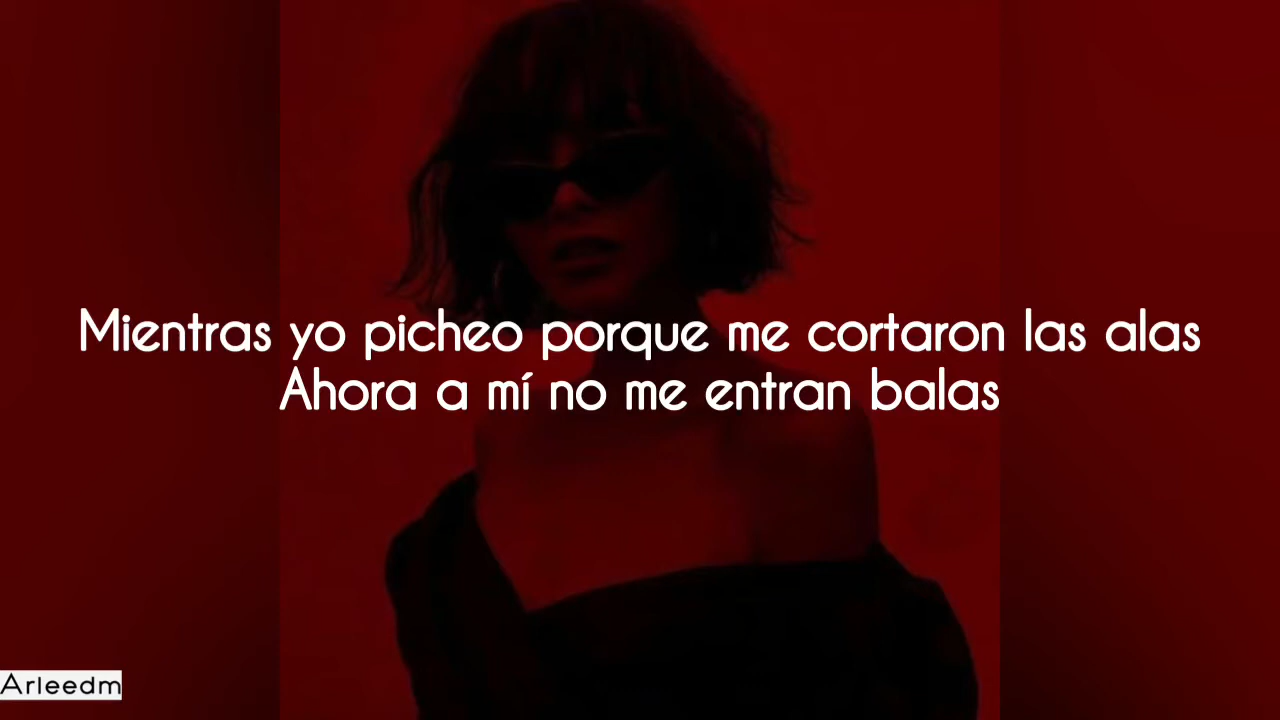 Mientras yo picheo porque me cortaron las alas
Ahora a mí no me entran balas
Arleedm